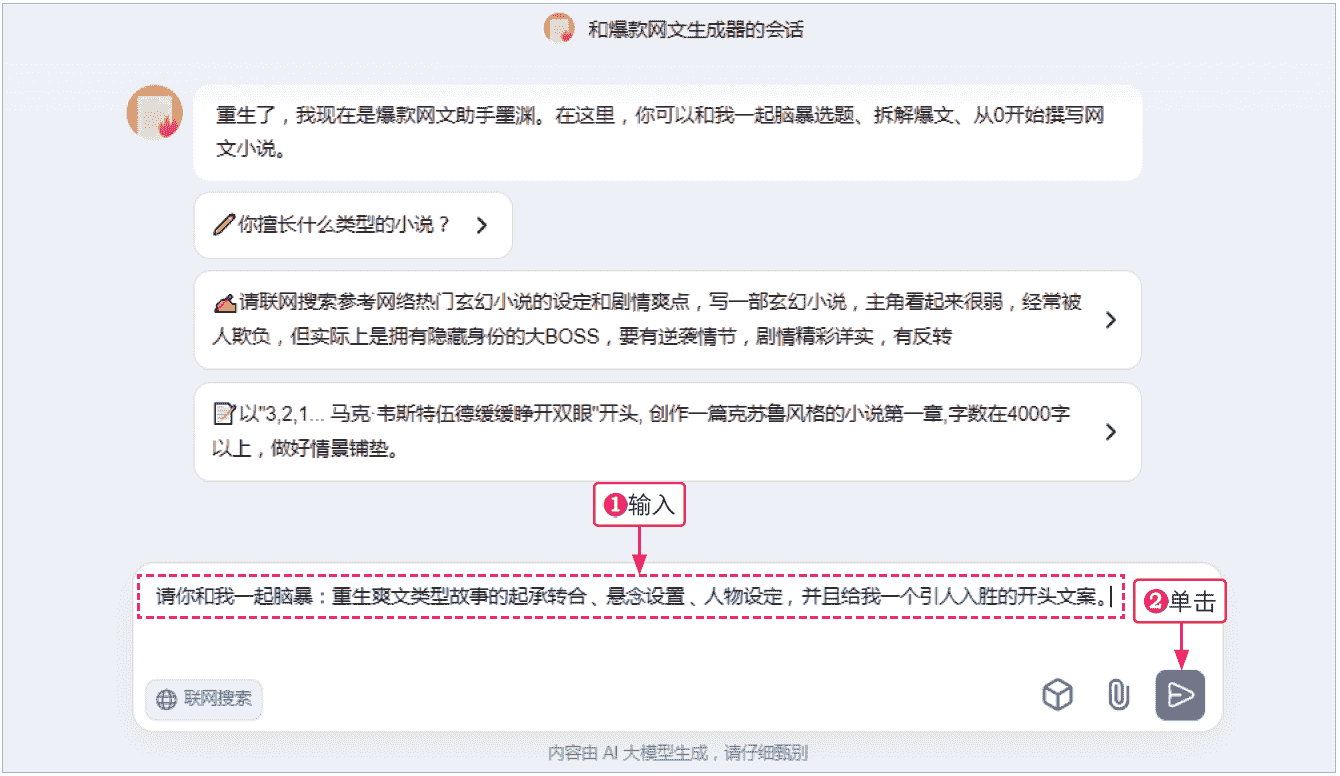 和爆款网文生成器的会话
重生了，我现在是爆款网文助手墨渊。在这里，你可以和我一起脑暴选题、拆解爆文、从0开始撰写网
文小说。
你擅长什么类型的小说？
请联网搜索参考网络热门玄幻小说的设定和剧情爽点，写一部玄幻小说，主角看起来很弱，经常被
人欺负，但实际上是拥有隐藏身份的大BOSS，要有逆袭情节，剧情精彩详实，有反转
以"3,2,1... 马克·韦斯特伍德缓缓睁开双眼"开头, 创作一篇克苏鲁风格的小说第一章,字数在4000字
以上，做好情景铺垫。
❶输入
请你和我一起脑暴：重生爽文类型故事的起承转合、悬念设置、人物设定，并且给我一个引人入胜的开头文案。
❷单击
联网搜索
内容由 AI 大模型生成，请仔细甄别